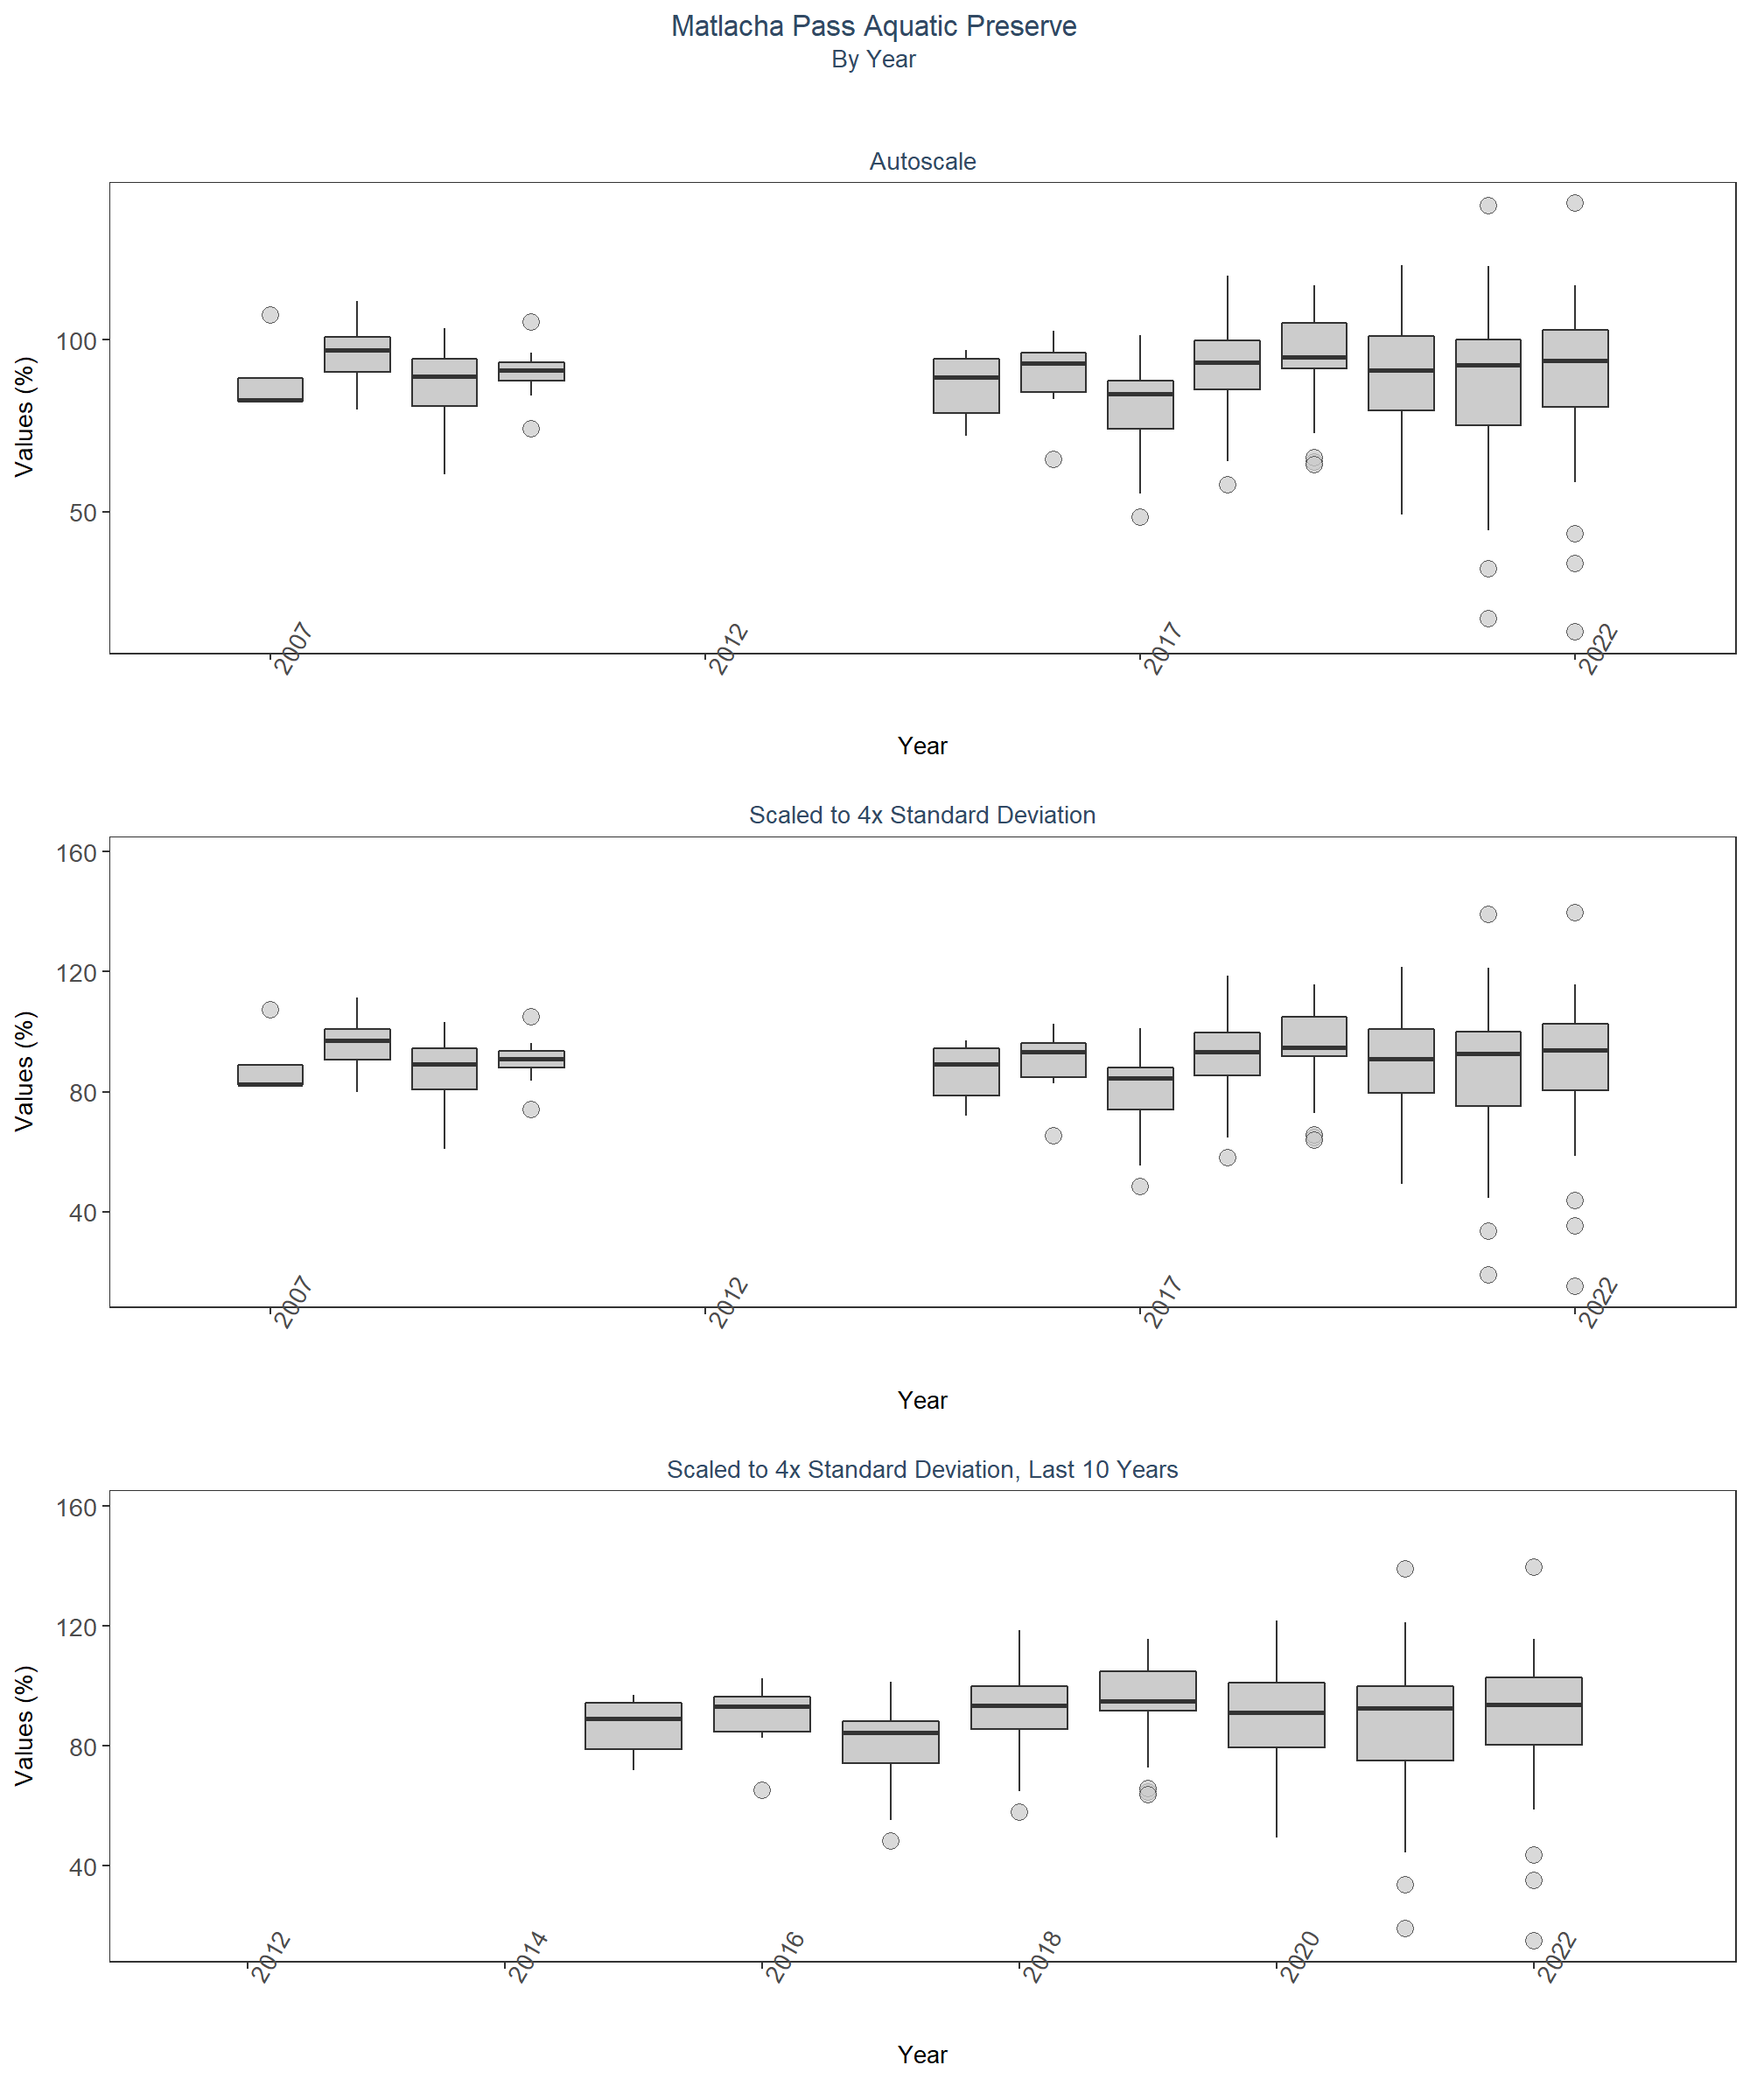 Matlacha Pass Aquatic Preserve
By Year
Autoscale
Values (%)
100
50
2007
2012
2017
2022
Year
Scaled to 4x Standard Deviation
Values (%)
160
120
80
40
2007
2012
2017
2022
Year
Scaled to 4x Standard Deviation, Last 10 Years
Values (%)
160
120
80
40
2012
2014
2016
2018
2020
2022
Year